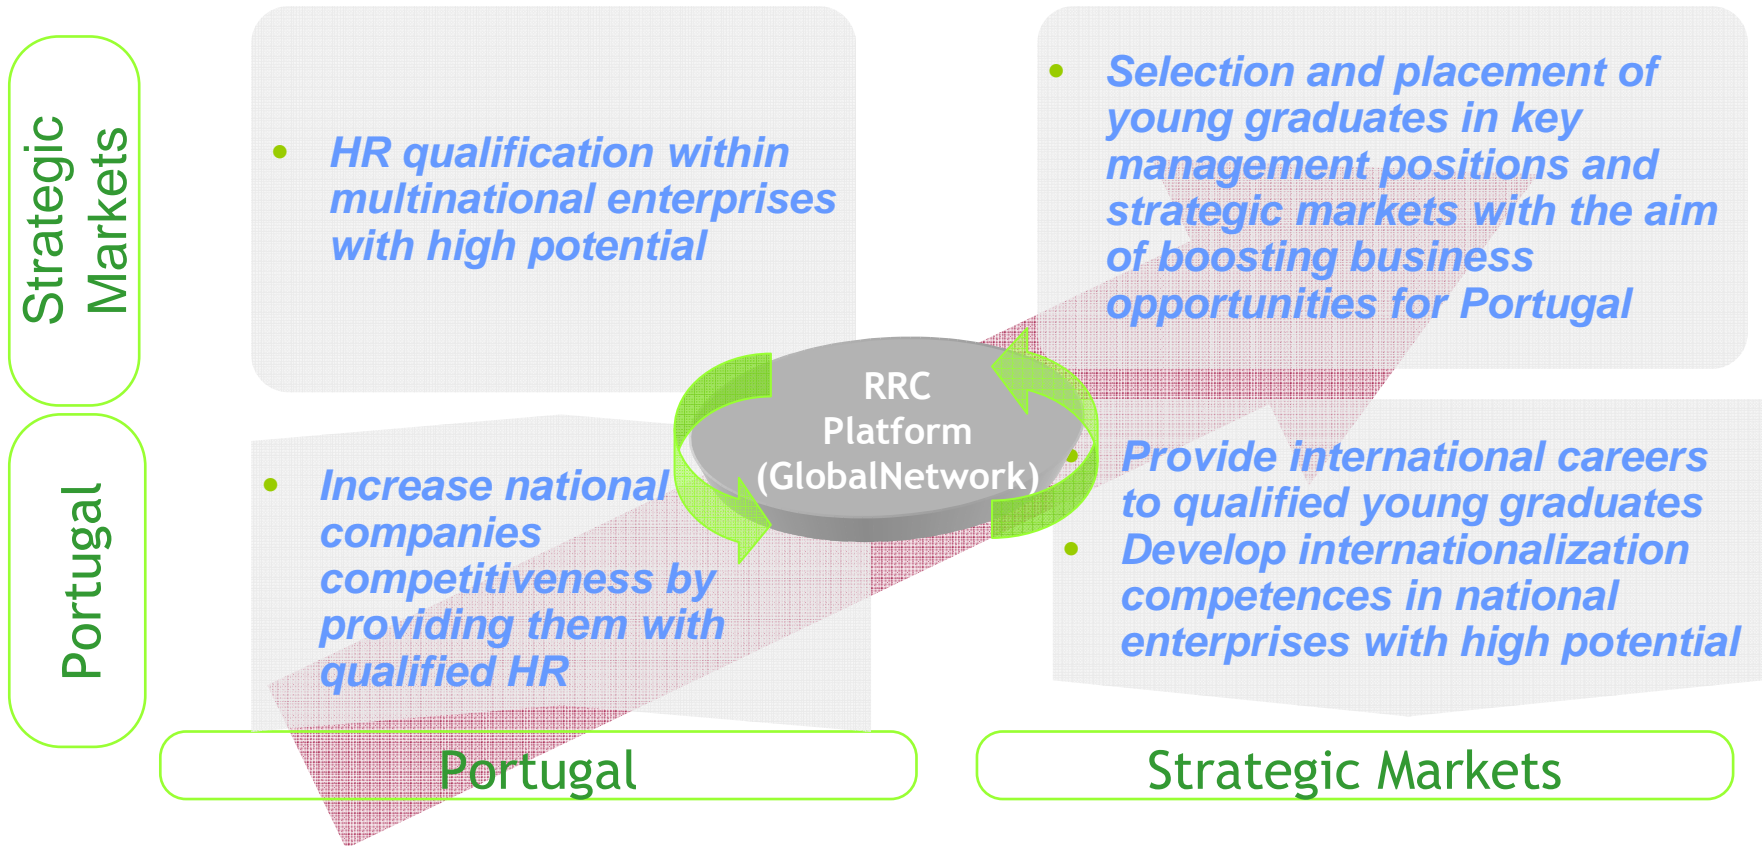 Strategic
Markets
HR qualification within
multinational enterprises
with high potential
Selection and placement of
young graduates in key
management positions and
strategic markets with the aim
of boosting business
opportunities for Portugal
RRC
Platform
(GlobalNetwork)
Portugal
Increase national
companies
competitiveness by
providing them with
qualified HR
Provide international careers
to qualified young graduates
Develop internationalization
competences in national
enterprises with high potential
Portugal
Strategic Markets